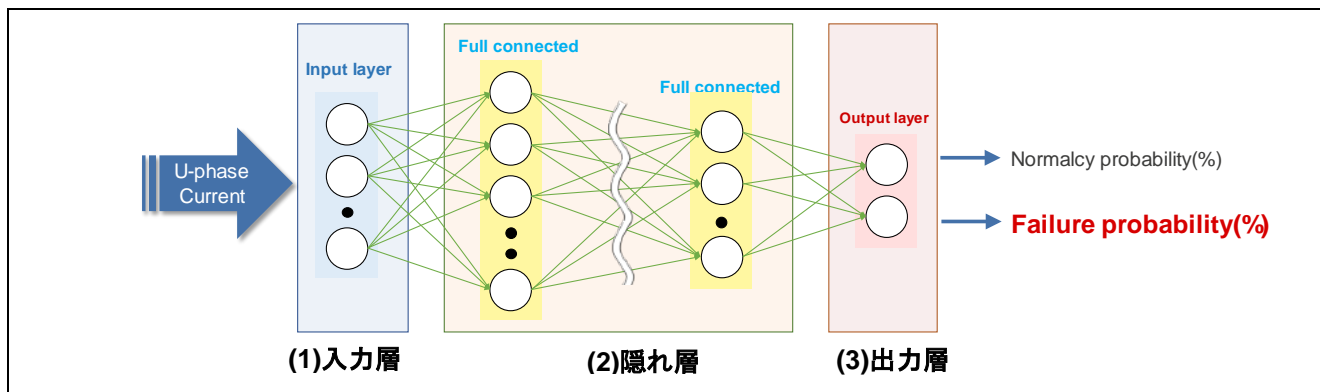 U-phase
Current
Input layer
Full connected
Full connected
Output layer
Normalcy probability(%)
Failure probability(%)
(1)入力層
(2)隠れ層
(3)出力層